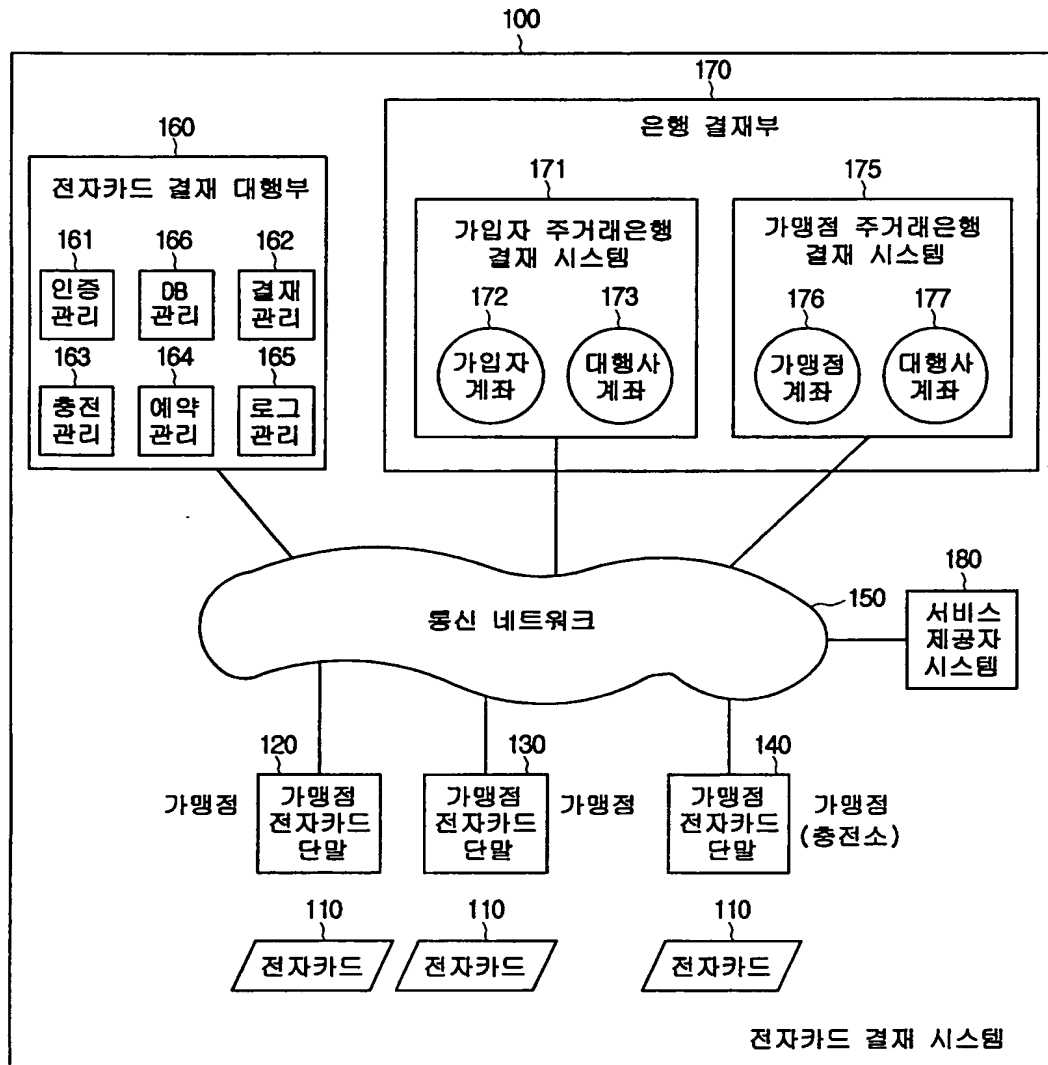 100
170
은행 결재부
160
전자카드 결재 대행부
161
166
162
인증
관리
DB
관리
결재
관리
163
164
165
충전
관리
예약
관리
로그
관리
171
가입자 주거래은행
결재 시스템
172
173
가입자
계좌
대행사
계좌
175
가맹점 주거래은행
결재 시스템
176
177
가맹점
계좌
대행사
계좌
통신 네트워크
150
180
서비스
제공자
시스템
120
가맹점
가맹점
전자카드
단말
130
가맹점
전자카드
단말
가맹점
140
가맹점
전자카드
단말
가맹점
(충전소)
110
110
110
전자카드
전자카드
전자카드
전자카드 결재 시스템